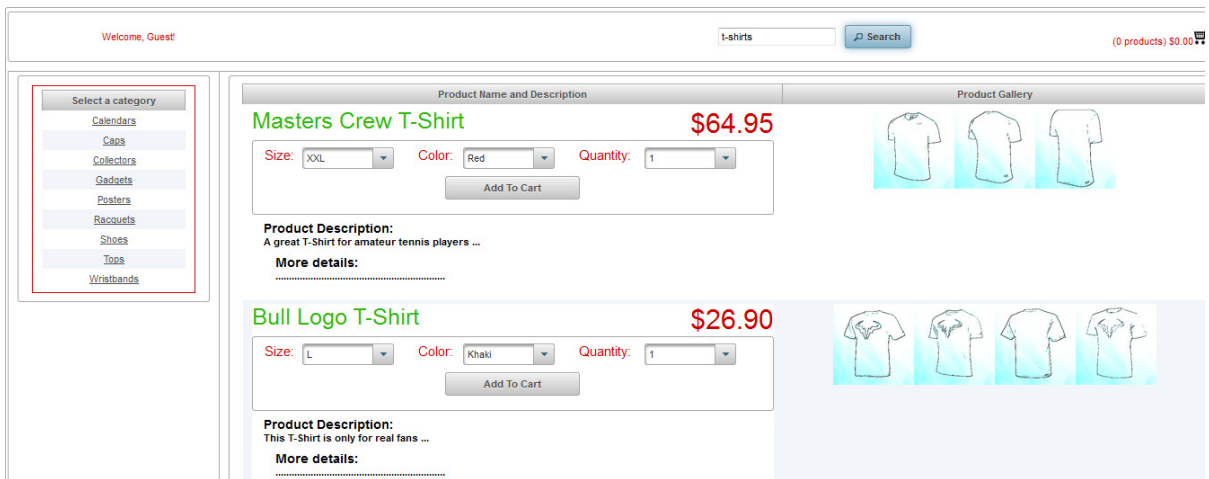 Welcome, Guest!
t-shirts
Search
(0 products) $0.00
Select a category
Calendars
Caps
Collectors
Gadgets
Posters
Racquets
Shoes
Tops
Wristbands
Product Name and Description
Product Gallery
Masters Crew T-Shirt
$64.95
Size: XXL Color: Red Quantity: 1
Add To Cart
Product Description:
A great T-Shirt for amateur tennis players ...
More details:
................................................................
Bull Logo T-Shirt
$26.90
Size: L Color: Khaki Quantity: 1
Add To Cart
Product Description:
This T-Shirt is only for real fans ...
More details:
................................................................